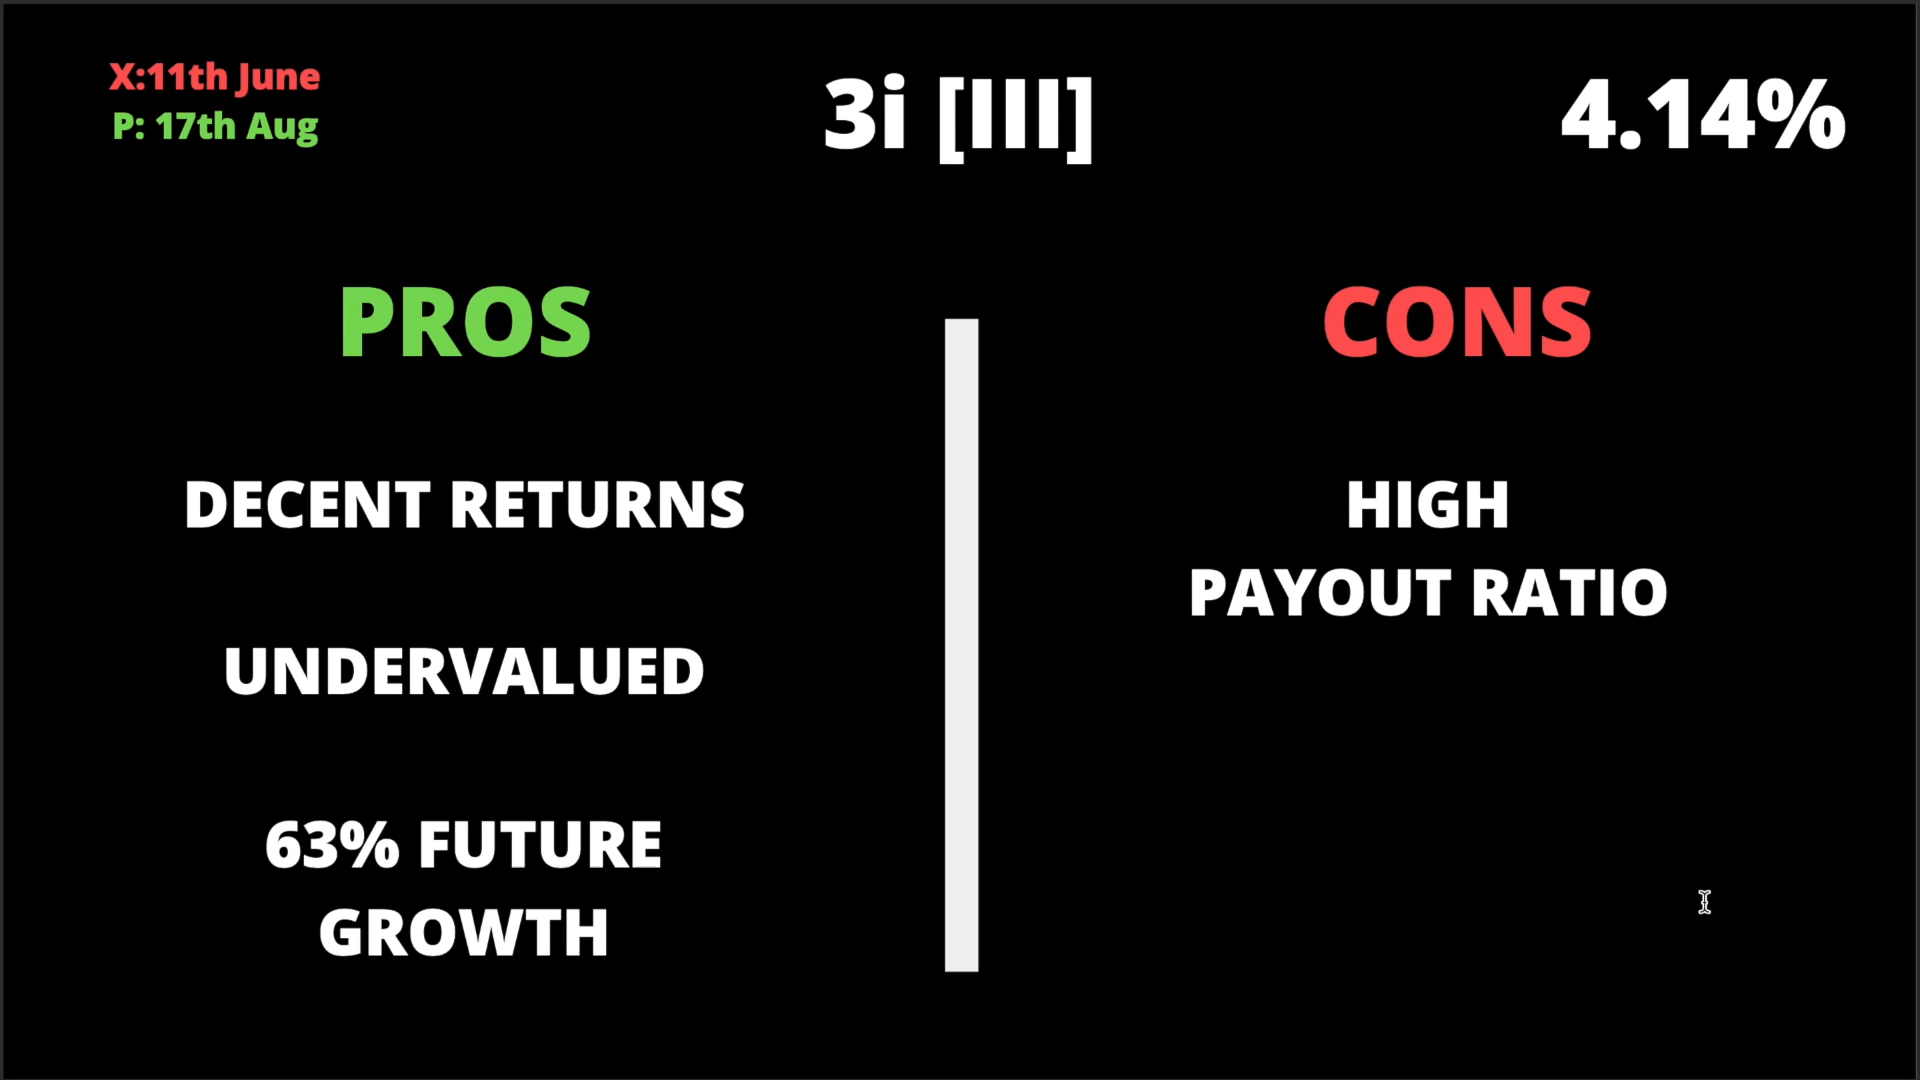 X:11th June
P: 17th Aug
3i [III]
4.14%
PROS
DECENT RETURNS
UNDERVALUED
63% FUTURE
GROWTH
CONS
HIGH
PAYOUT RATIO